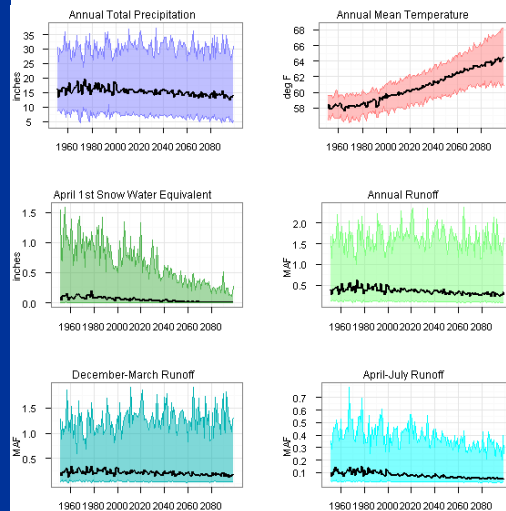 Annual Total Precipitation
inches
35
30
25
20
15
10
5
1960 1980 2000 2020 2040 2060 2080
Annual Mean Temperature
deg F
68
66
64
62
60
58
1960 1980 2000 2020 2040 2060 2080
April 1st Snow Water Equivalent
inches
1.5
1.0
0.5
0.0
1960 1980 2000 2020 2040 2060 2080
Annual Runoff
MAF
2.0
1.5
1.0
0.5
1960 1980 2000 2020 2040 2060 2080
December-March Runoff
MAF
1.5
1.0
0.5
1960 1980 2000 2020 2040 2060 2080
April-July Runoff
MAF
0.7
0.6
0.5
0.4
0.3
0.2
0.1
1960 1980 2000 2020 2040 2060 2080